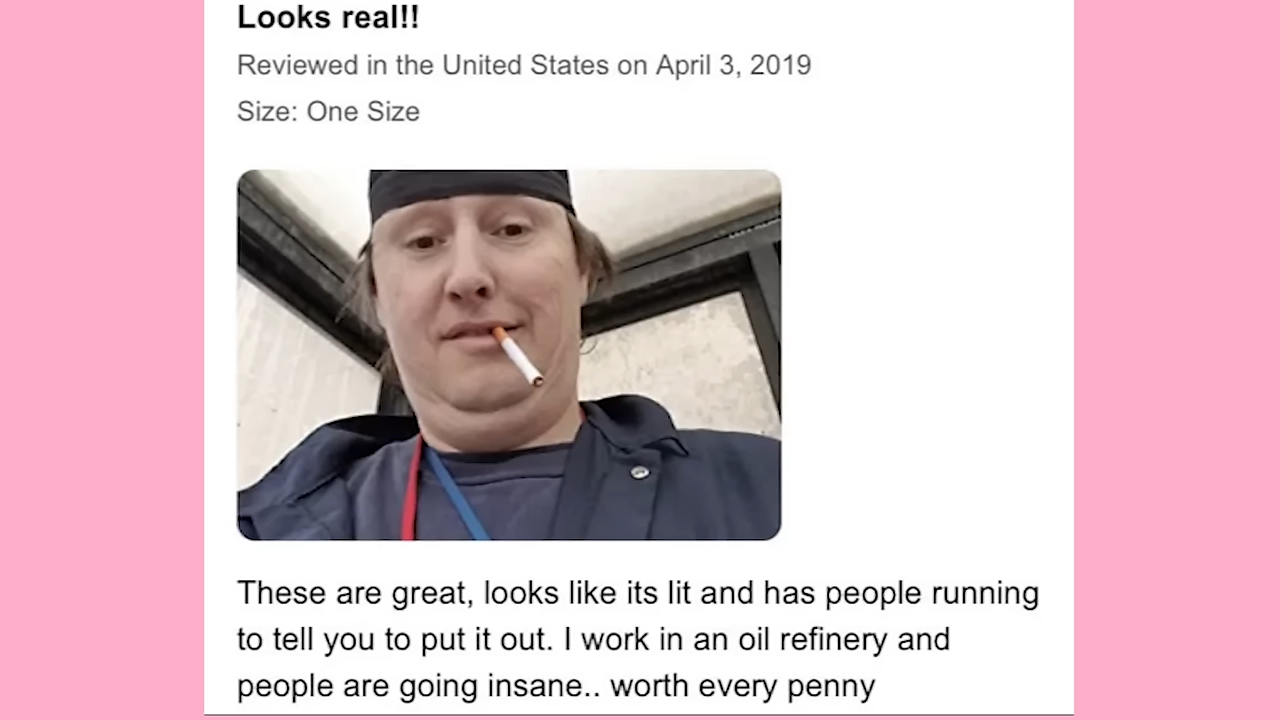 Looks real!!
Reviewed in the United States on April 3, 2019
Size: One Size
These are great, looks like its lit and has people running
to tell you to put it out. I work in an oil refinery and
people are going insane.. worth every penny